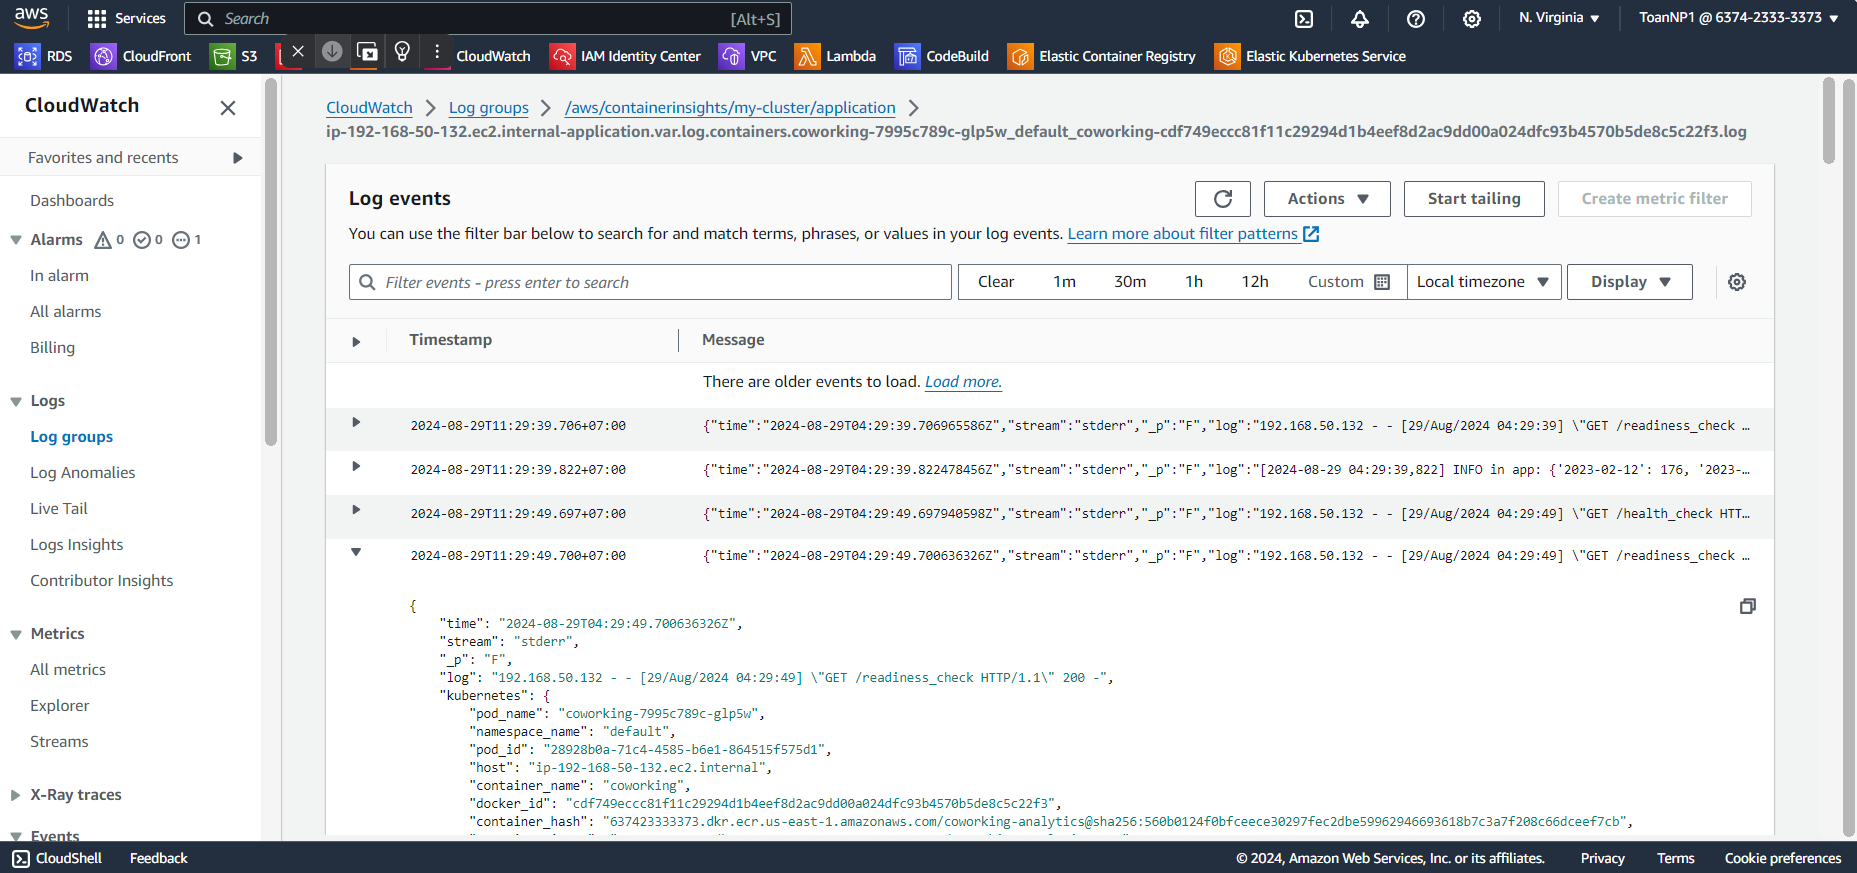 aws
Services
Search
[Alt+S]
N. Virginia
ToanNP1 @ 6374-2333-3373
RDS
CloudFront
S3
CloudWatch
IAM Identity Center
VPC
Lambda
CodeBuild
Elastic Container Registry
Elastic Kubernetes Service
CloudWatch
Favorites and recents
Dashboards
Alarms 0 0 1
In alarm
All alarms
Billing
Logs
Log groups
Log Anomalies
Live Tail
Logs Insights
Contributor Insights
Metrics
All metrics
Explorer
Streams
X-Ray traces
Events
CloudWatch
Log groups
/aws/containerinsights/my-cluster/application
ip-192-168-50-132.ec2.internal-application.var.log.containers.coworking-7995c789c-glp5w_default_coworking-cdf749eccc81f11c29294d1b4eef8d2ac9dd00a024dfc93b4570b5de8c5c22f3.log
Log events
Actions
Start tailing
Create metric filter
You can use the filter bar below to search for and match terms, phrases, or values in your log events. Learn more about filter patterns
Filter events - press enter to search
Clear
1m
30m
1h
12h
Custom
Local timezone
Display
Timestamp
Message
There are older events to load. Load more.
2024-08-29T11:29:39.706+07:00 {"time":"2024-08-29T04:29:39.706965586Z","stream":"stderr","_p":"F","log":"192.168.50.132 - - [29/Aug/2024 04:29:39] \"GET /readiness_check …
2024-08-29T11:29:39.822+07:00 {"time":"2024-08-29T04:29:39.822478456Z","stream":"stderr","_p":"F","log":"[2024-08-29 04:29:39,822] INFO in app: {'2023-02-12': 176, '2023-…
2024-08-29T11:29:49.697+07:00 {"time":"2024-08-29T04:29:49.697940598Z","stream":"stderr","_p":"F","log":"192.168.50.132 - - [29/Aug/2024 04:29:49] \"GET /health_check HTT…
2024-08-29T11:29:49.700+07:00 {"time":"2024-08-29T04:29:49.700636326Z","stream":"stderr","_p":"F","log":"192.168.50.132 - - [29/Aug/2024 04:29:49] \"GET /readiness_check …
{
"time": "2024-08-29T04:29:49.700636326Z",
"stream": "stderr",
"_p": "F",
"log": "192.168.50.132 - - [29/Aug/2024 04:29:49] \"GET /readiness_check HTTP/1.1\" 200 -",
"kubernetes": {
"pod_name": "coworking-7995c789c-glp5w",
"namespace_name": "default",
"pod_id": "28928b0a-71c4-4585-b6e1-864515f575d1",
"host": "ip-192-168-50-132.ec2.internal",
"container_name": "coworking",
"docker_id": "cdf749eccc81f11c29294d1b4eef8d2ac9dd00a024dfc93b4570b5de8c5c22f3",
"container_hash": "637423333373.dkr.ecr.us-east-1.amazonaws.com/coworking-analytics@sha256:560b0124f0bfceece30297fec2dbe59962946693618b7c3a7f208c66dceef7cb",
CloudShell
Feedback
© 2024, Amazon Web Services, Inc. or its affiliates.
Privacy
Terms
Cookie preferences